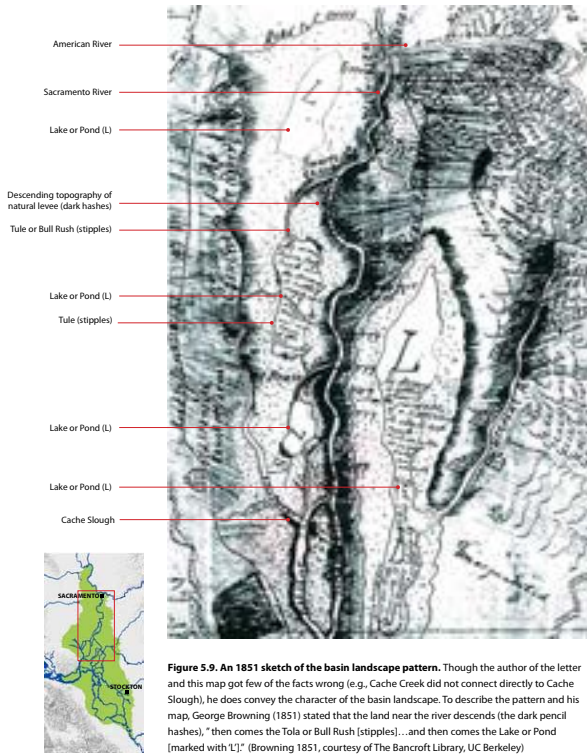 American River
Sacramento River
Lake or Pond (L)
Descending topography of
natural levee (dark hashes)
Tule or Bull Rush (stipples)
Lake or Pond (L)
Tule (stipples)
Lake or Pond (L)
Lake or Pond (L)
Cache Slough
L
L
SACRAMENTO
STOCKTON
Figure 5.9. An 1851 sketch of the basin landscape pattern. Though the author of the letter
and this map got few of the facts wrong (e.g., Cache Creek did not connect directly to Cache
Slough), he does convey the character of the basin landscape. To describe the pattern and his
map, George Browning (1851) stated that the land near the river descends (the dark pencil
hashes), "then comes the Tola or Bull Rush [stipples]…and then comes the Lake or Pond
[marked with 'L']." (Browning 1851, courtesy of The Bancroft Library, UC Berkeley)